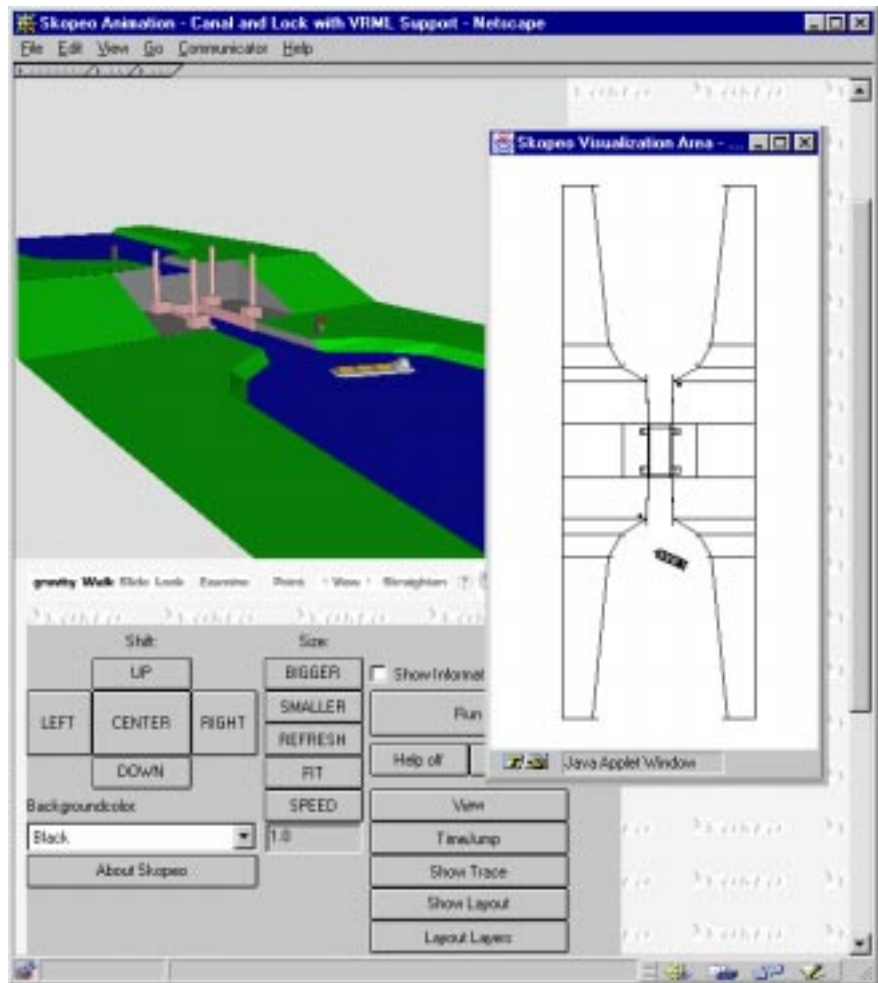 Skopeo Animation - Canal and Lock with VRML Support - Netscape
File Edit View Go Communicator Help
Skopeo Visualization Area - ...
Java Applet Window
gravity Walk Slide Look Examine Point View Straighten ?
Shift: Size:
UP BIGGER Show Informat
LEFT CENTER RIGHT SMALLER Run
REFRESH
DOWN FIT Help off
Backgroundcolor: SPEED View
Black 1.0 TimeJump
About Skopeo Show Trace
Show Layout
Layout Layers